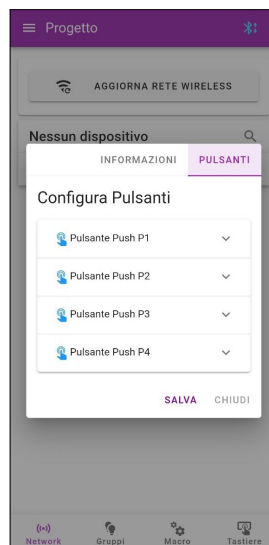 Progetto
AGGIORNA RETE WIRELESS
Nessun dispositivo
INFORMAZIONI PULSANTI
Configura Pulsanti
Pulsante Push P1
Pulsante Push P2
Pulsante Push P3
Pulsante Push P4
SALVA CHIUDI
Network Gruppi Macro Tastiere